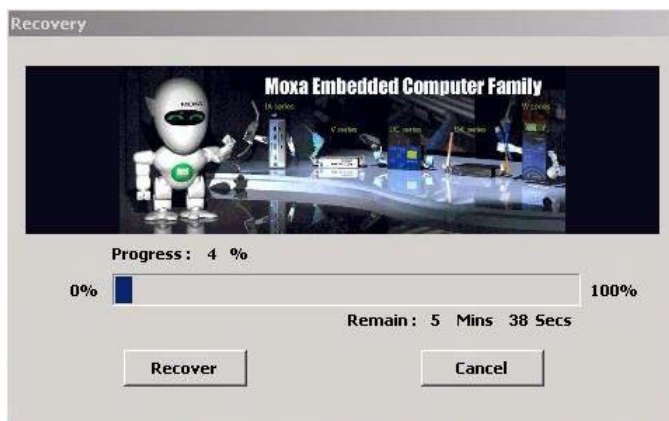 Recovery
Moxa Embedded Computer Family
MOXA
IA series
V series
UC series
DA series
W series
Progress : 4 %
0%
100%
Remain : 5 Mins 38 Secs
Recover
Cancel